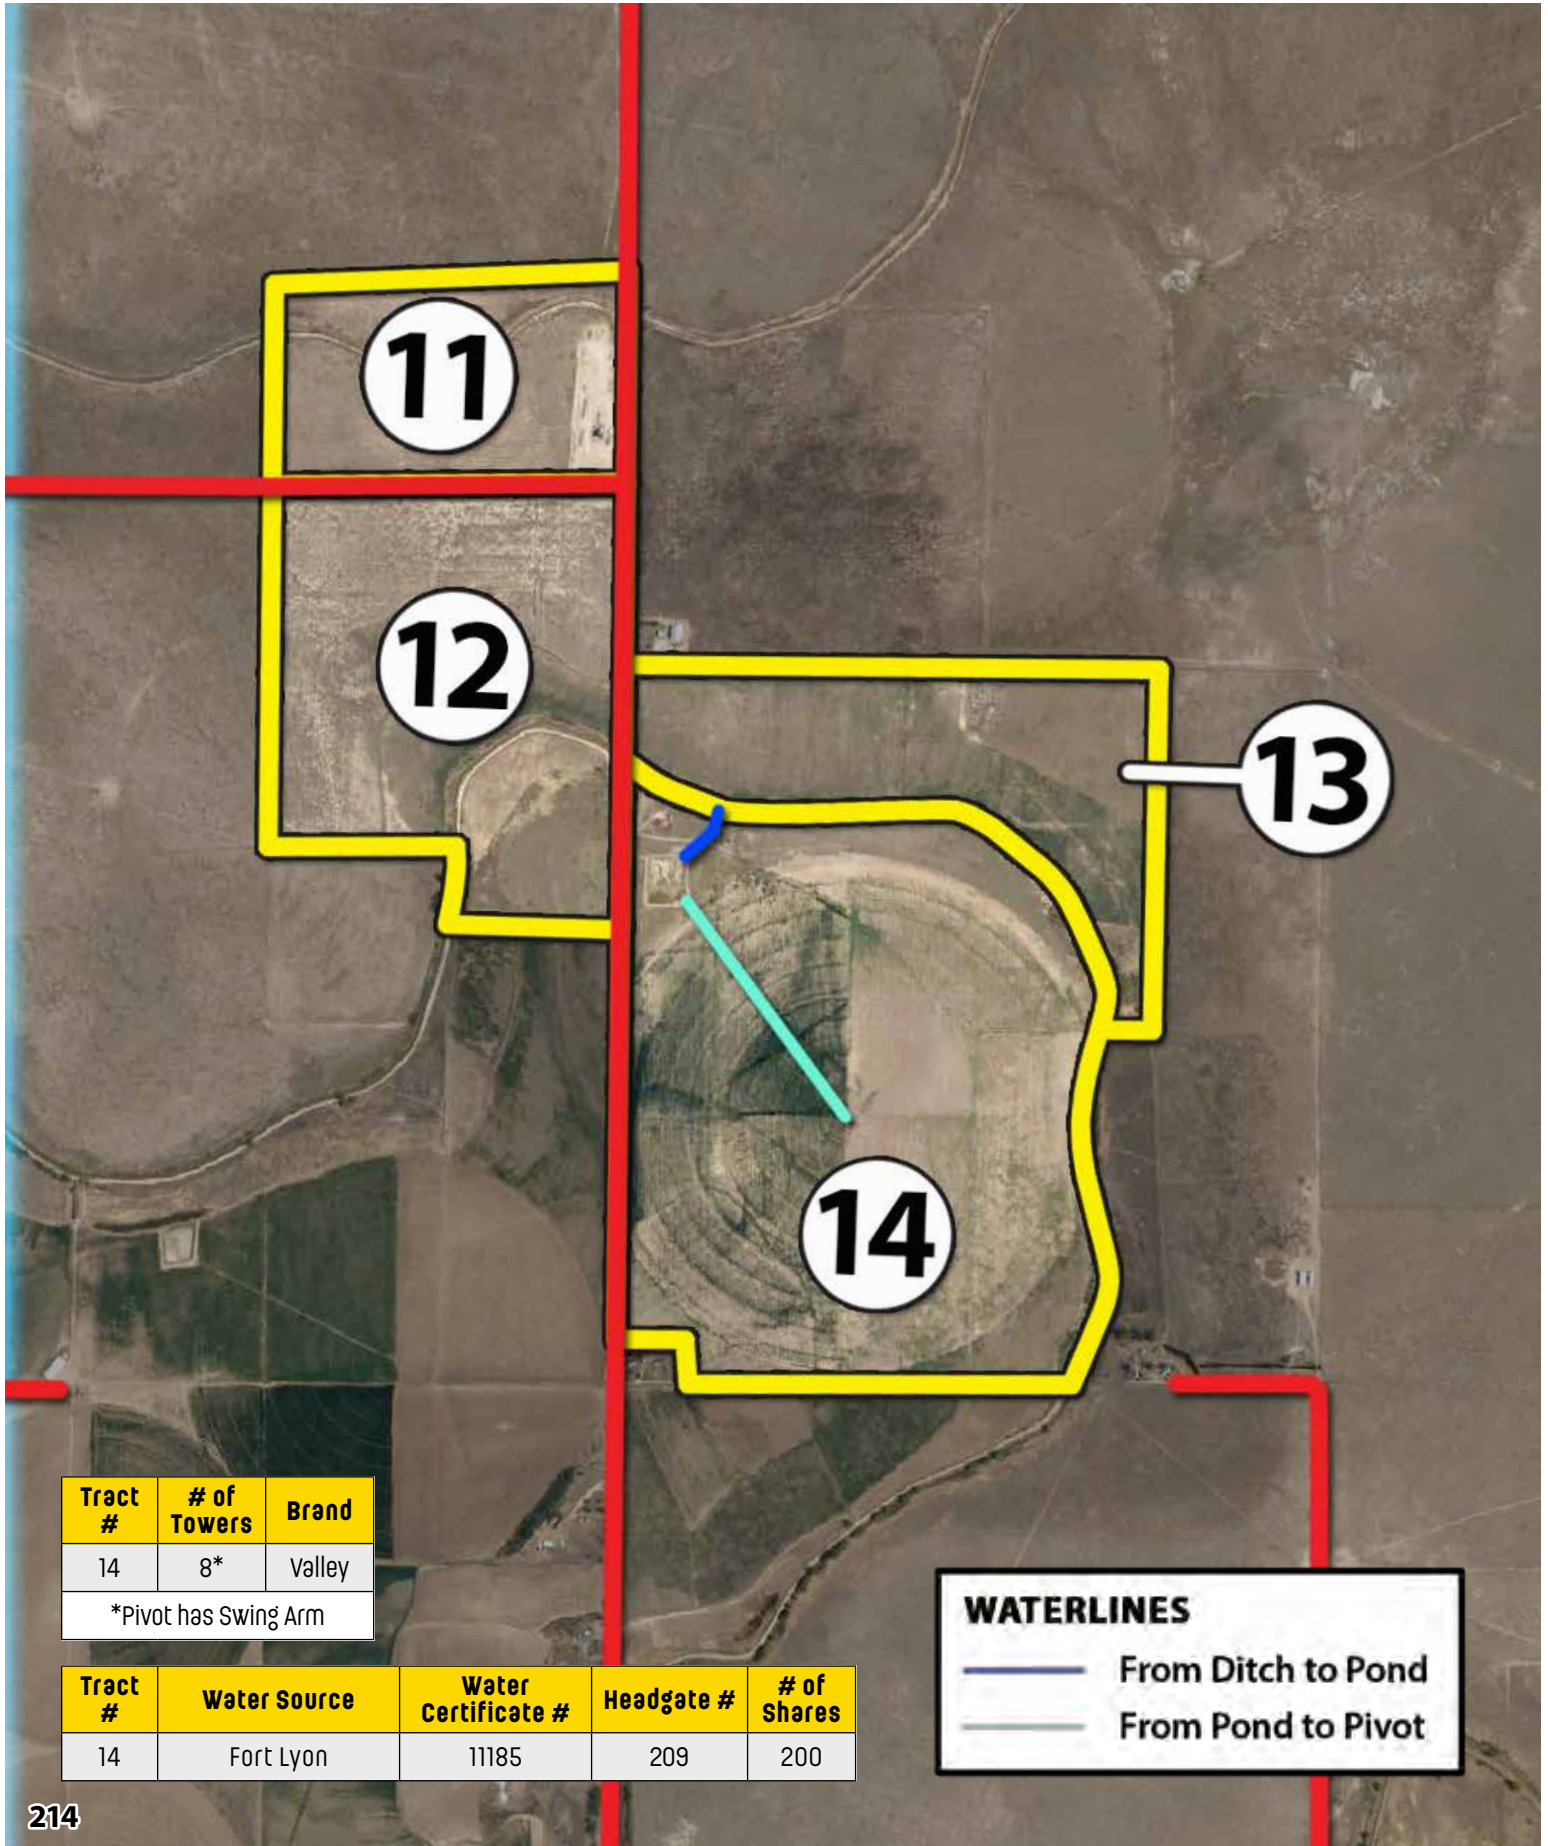 11
12
13
14
Tract # | # of Towers | Brand
14 | 8* | Valley
*Pivot has Swing Arm
Tract # | Water Source | Water Certificate # | Headgate # | # of Shares
14 | Fort Lyon | 11185 | 209 | 200
WATERLINES
From Ditch to Pond
From Pond to Pivot
214